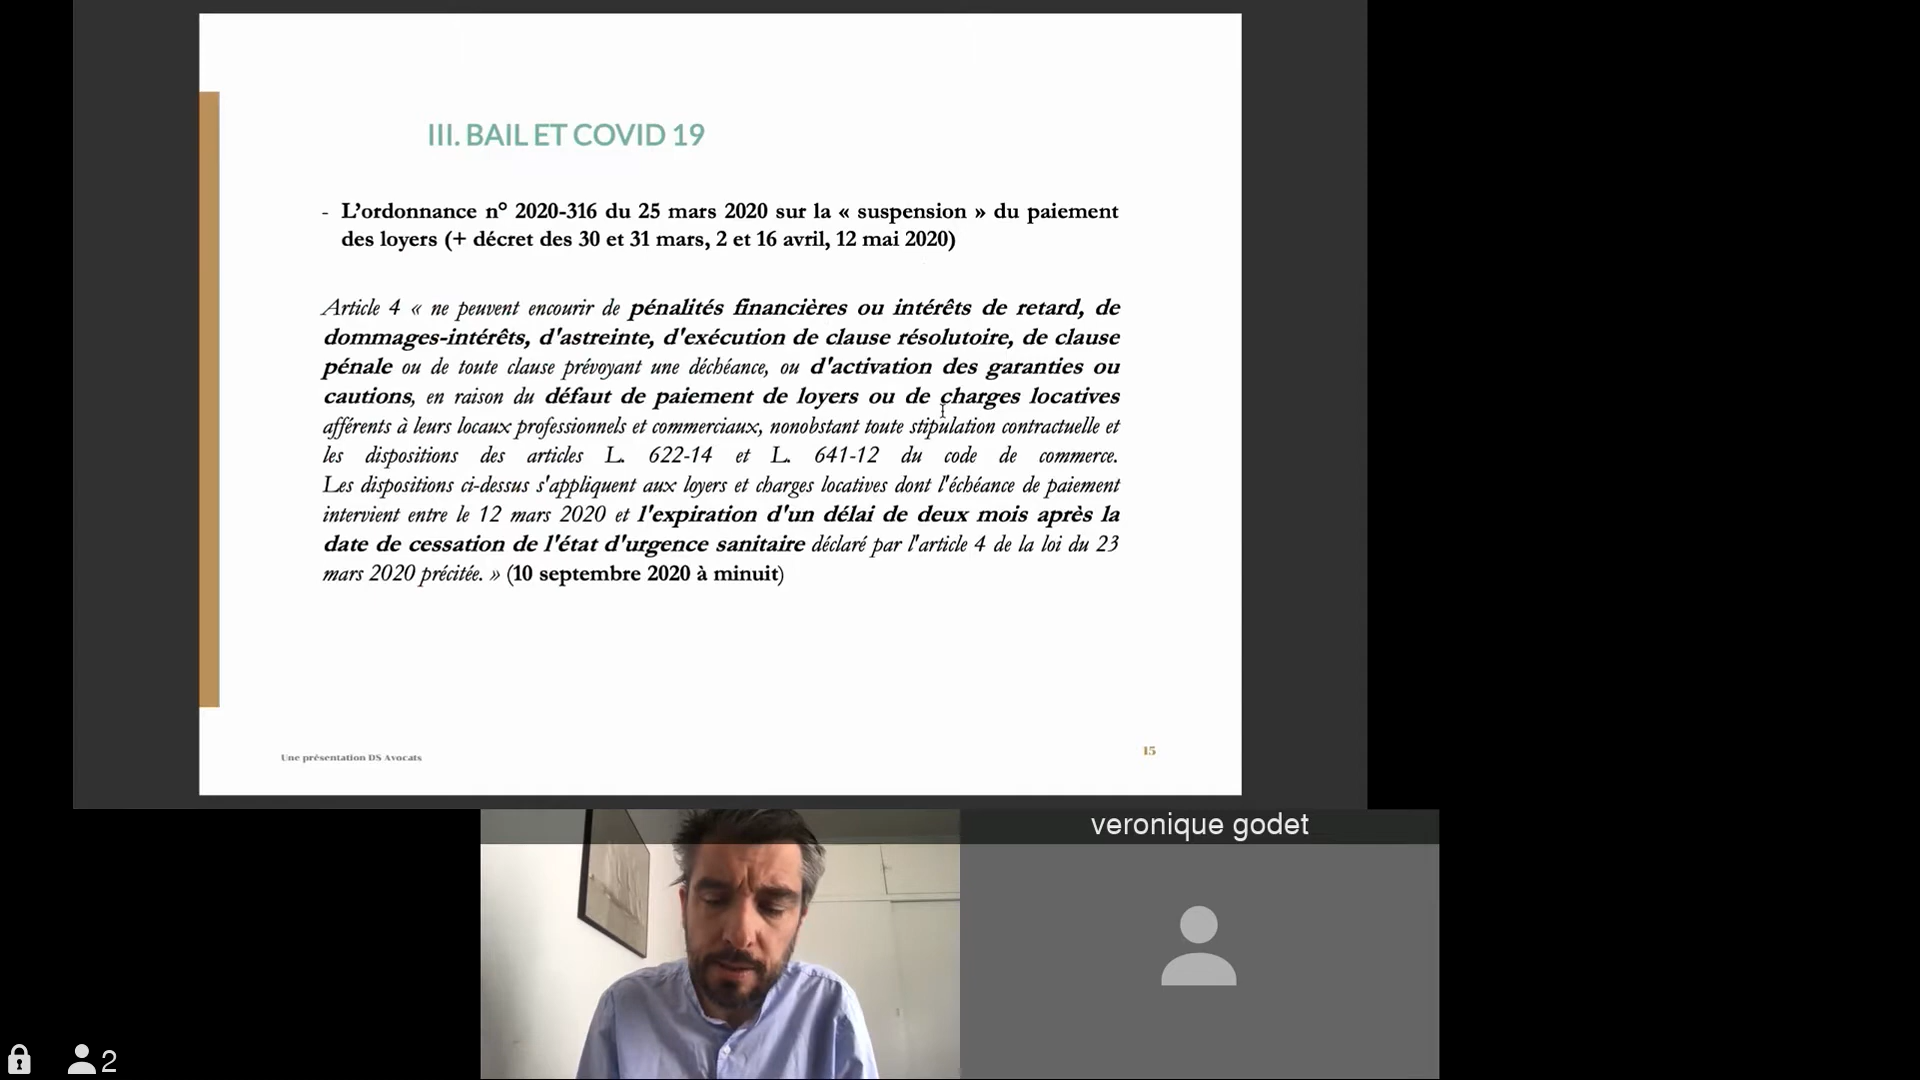 III. BAIL ET COVID 19
- L’ordonnance n° 2020-316 du 25 mars 2020 sur la « suspension » du paiement
des loyers (+ décret des 30 et 31 mars, 2 et 16 avril, 12 mai 2020)
Article 4 « ne peuvent encourir de pénalités financières ou intérêts de retard, de
dommages-intérêts, d'astreinte, d'exécution de clause résolutoire, de clause
pénale ou de toute clause prévoyant une déchéance, ou d'activation des garanties ou
cautions, en raison du défaut de paiement de loyers ou de charges locatives
afférents à leurs locaux professionnels et commerciaux, nonobstant toute stipulation contractuelle et
les dispositions des articles L. 622-14 et L. 641-12 du code de commerce.
Les dispositions ci-dessus s'appliquent aux loyers et charges locatives dont l'échéance de paiement
intervient entre le 12 mars 2020 et l'expiration d'un délai de deux mois après la
date de cessation de l'état d'urgence sanitaire déclaré par l'article 4 de la loi du 23
mars 2020 précitée. » (10 septembre 2020 à minuit)
Une présentation DS Avocats
15
veronique godet
2